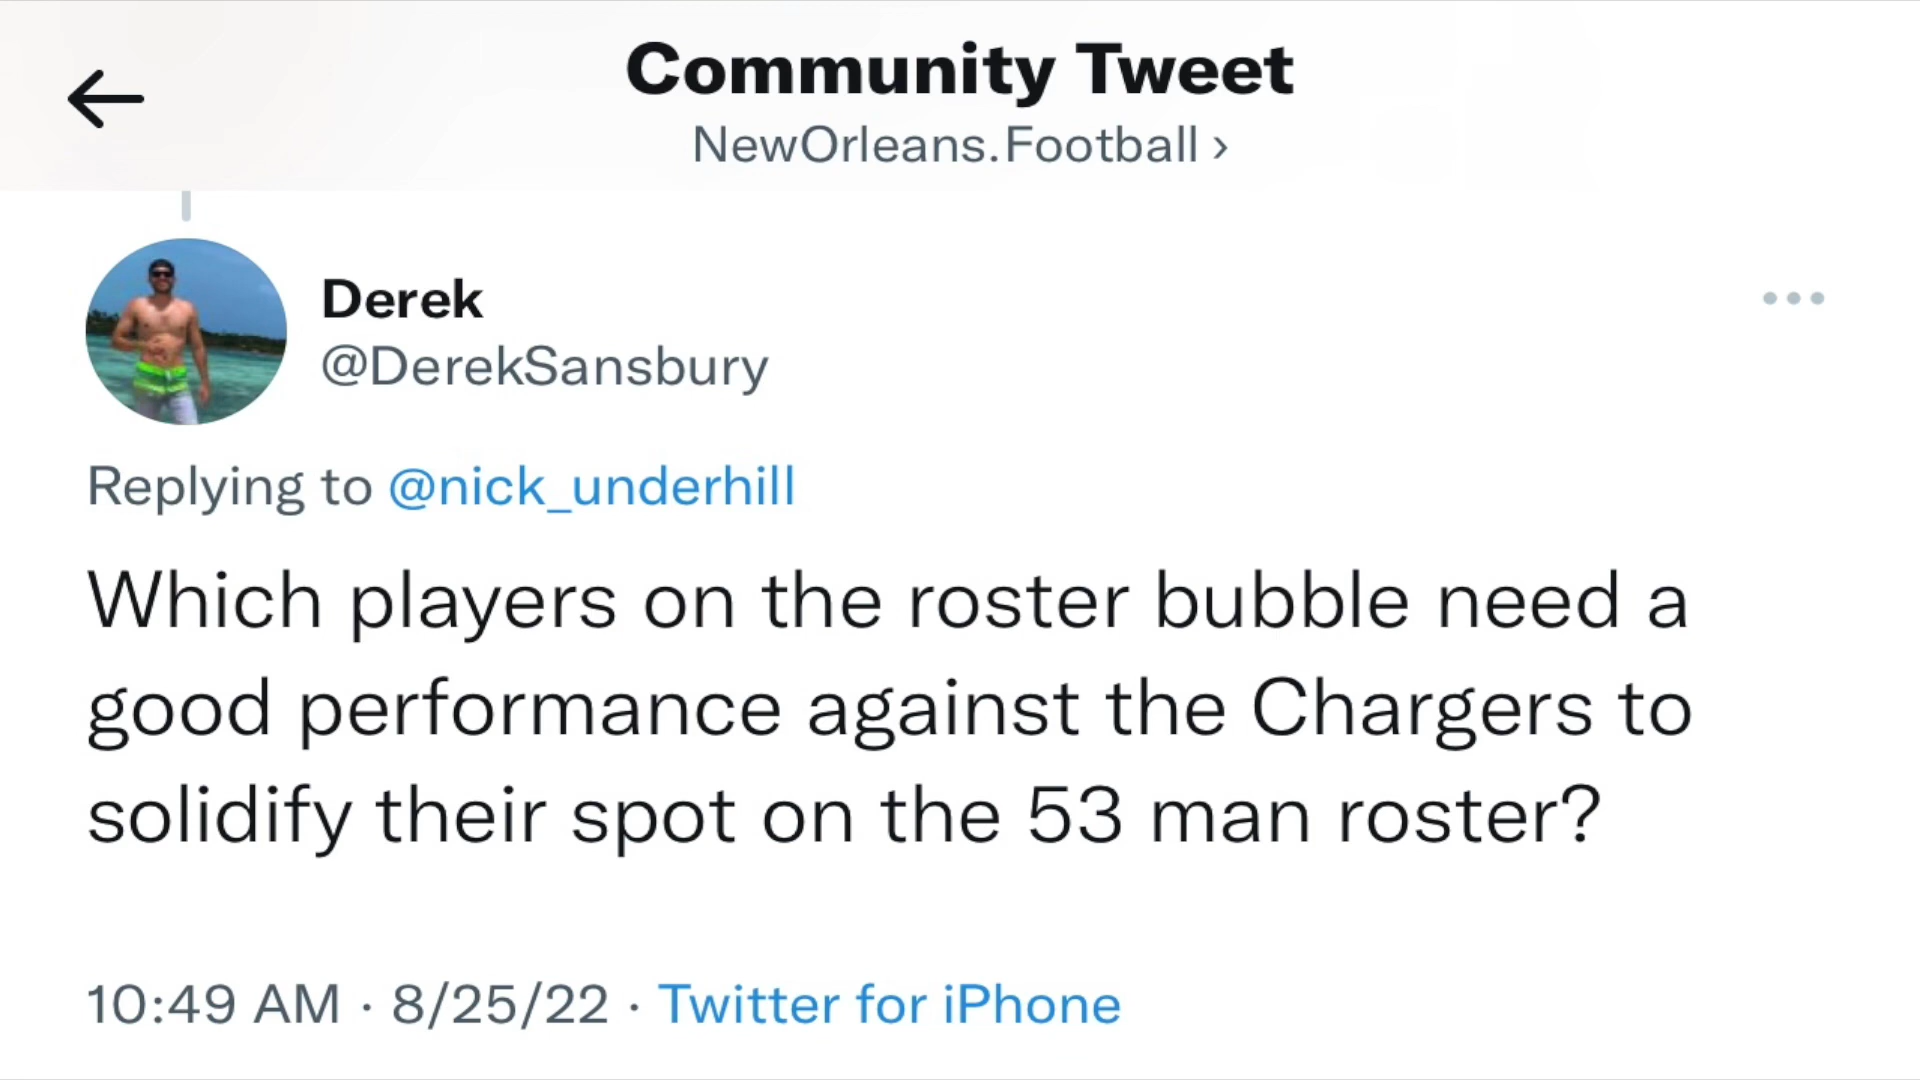 Community Tweet
NewOrleans.Football ›
Derek
@DerekSansbury
Replying to @nick_underhill
Which players on the roster bubble need a
good performance against the Chargers to
solidify their spot on the 53 man roster?
10:49 AM · 8/25/22 · Twitter for iPhone